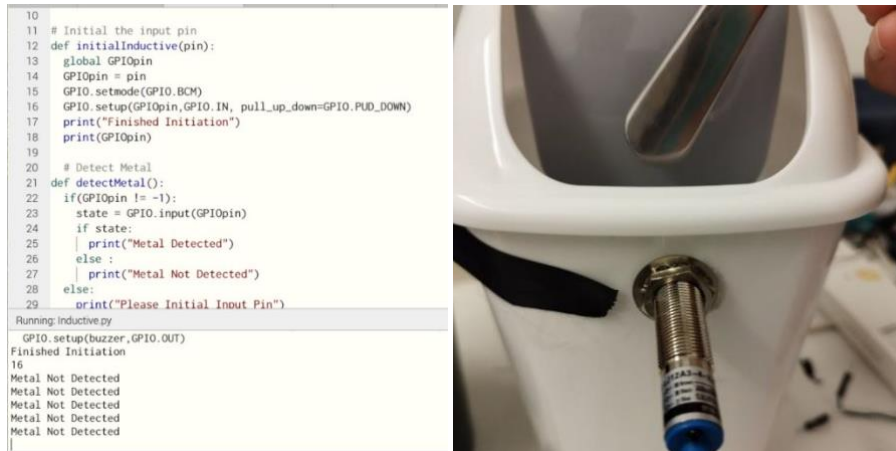 10
11 # Initial the input pin
12 def initialInductive(pin):
13   global GPIOpin
14   GPIOpin = pin
15   GPIO.setmode(GPIO.BCM)
16   GPIO.setup(GPIOpin,GPIO.IN, pull_up_down=GPIO.PUD_DOWN)
17   print("Finished Initiation")
18   print(GPIOpin)
19
20   # Detect Metal
21 def detectMetal():
22   if(GPIOpin != -1):
23     state = GPIO.input(GPIOpin)
24     if state:
25       print("Metal Detected")
26     else :
27       print("Metal Not Detected")
28   else:
29     print("Please Initial Input Pin")
Running: Inductive.py
  GPIO.setup(buzzer,GPIO.OUT)
Finished Initiation
16
Metal Not Detected
Metal Not Detected
Metal Not Detected
Metal Not Detected
Metal Not Detected